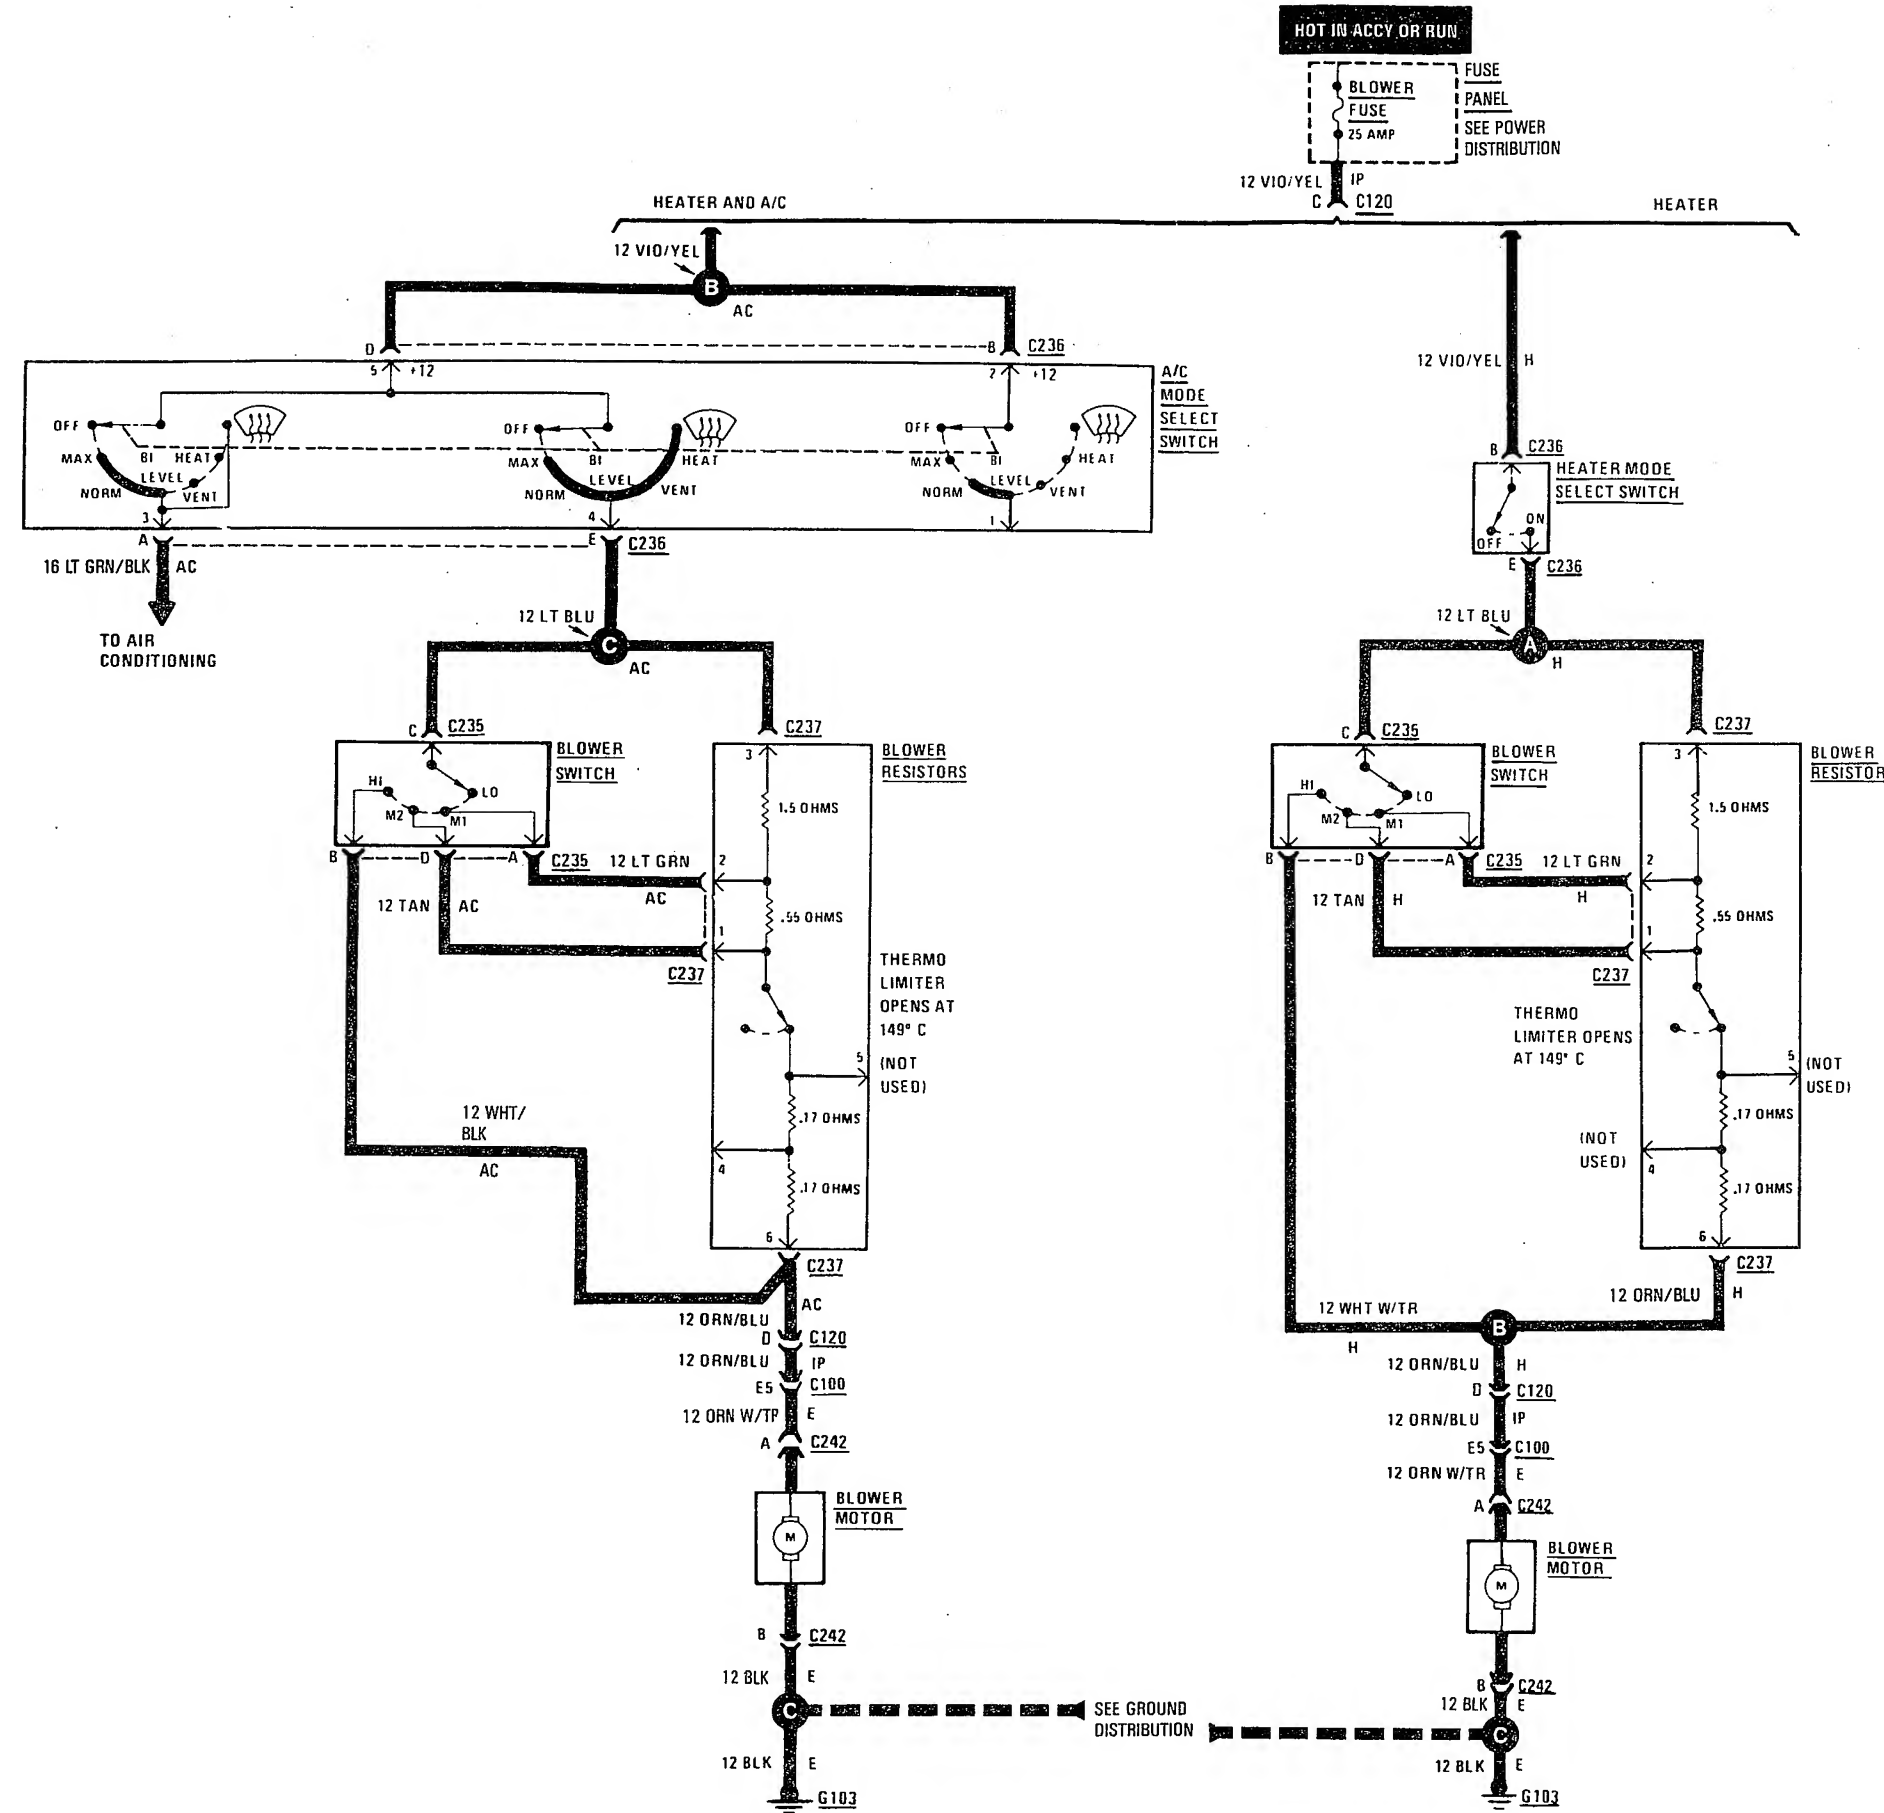 HOT IN ACCY OR RUN
BLOWER
FUSE
25 AMP
FUSE
PANEL
SEE POWER
DISTRIBUTION
12 VIO/YEL IP
C C120
HEATER AND A/C
HEATER
12 VIO/YEL
B
AC
D
B C236
5 +12
2 +12
A/C
MODE
SELECT
SWITCH
OFF
MAX
NORM
BI
LEVEL
HEAT
VENT
3
OFF
MAX
NORM
BI
LEVEL
HEAT
VENT
4
OFF
MAX
NORM
BI
LEVEL
HEAT
VENT
1
A
E C236
16 LT GRN/BLK AC
TO AIR
CONDITIONING
12 LT BLU
C
AC
C C235
BLOWER
SWITCH
HI
M2
M1
LO
B D A C235
12 LT GRN
AC
12 TAN AC
C237
12 WHT/
BLK
AC
C237
BLOWER
RESISTORS
3
1.5 OHMS
2
.55 OHMS
1
THERMO
LIMITER
OPENS AT
149° C
5 (NOT
USED)
.17 OHMS
4
.17 OHMS
6
C237
AC
12 ORN/BLU
D C120
12 ORN/BLU IP
E5 C100
12 ORN W/TR E
A C242
BLOWER
MOTOR
M
B C242
12 BLK E
C
SEE GROUND
DISTRIBUTION
12 BLK E
G103
12 VIO/YEL H
B C236
HEATER MODE
SELECT SWITCH
ON
OFF
E C236
12 LT BLU
A
H
C C235
BLOWER
SWITCH
HI
M2
M1
LO
B D A C235
12 LT GRN
H
12 TAN H
C237
C237
BLOWER
RESISTOR
3
1.5 OHMS
2
.55 OHMS
1
THERMO
LIMITER OPENS
AT 149° C
5 (NOT
USED)
.17 OHMS
(NOT
USED) 4
.17 OHMS
6
C237
12 ORN/BLU H
12 WHT W/TR
H
B
12 ORN/BLU H
D C120
12 ORN/BLU IP
E5 C100
12 ORN W/TR E
A C242
BLOWER
MOTOR
M
B C242
12 BLK E
C
12 BLK E
G103